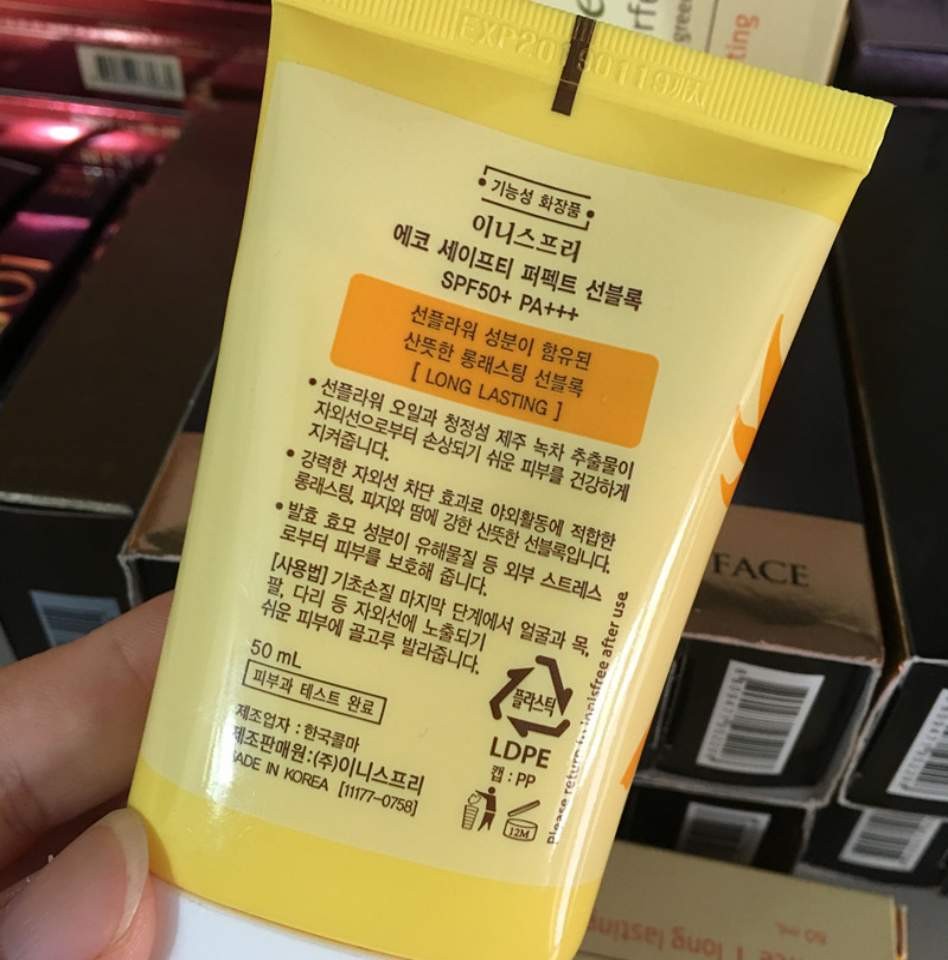 기능성 화장품
이니스프리
에코 세이프티 퍼펙트 선블록
SPF50+ PA+++
선플라워 성분이 함유된
산뜻한 롱래스팅 선블록
[ LONG LASTING ]
• 선플라워 오일과 청정섬 제주 녹차 추출물이
자외선으로부터 손상되기 쉬운 피부를 건강하게
지켜줍니다.
• 강력한 자외선 차단 효과로 야외활동에 적합한
롱래스팅, 피지와 땀에 강한 산뜻한 선블록입니다.
• 발효 효모 성분이 유해물질 등 외부 스트레스
로부터 피부를 보호해 줍니다.
[사용법] 기초손질 마지막 단계에서 얼굴과 목,
팔, 다리 등 자외선에 노출되기
쉬운 피부에 골고루 발라줍니다.
50 mL
피부과 테스트 완료
제조업자 : 한국콜마
제조판매원:(주)이니스프리
MADE IN KOREA [11177-0758]
플라스틱
LDPE
캡 : PP
12M
Please return to innisfree after use
FACE
long lasting
60 mL